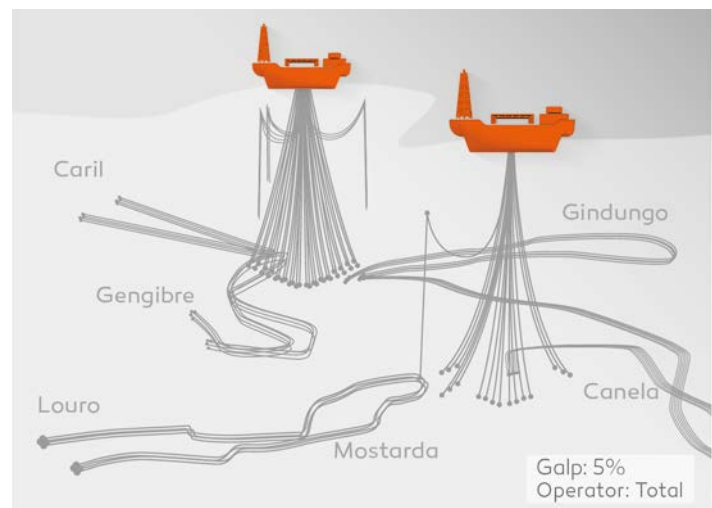 Caril
Gindungo
Gengibre
Canela
Louro
Mostarda
Galp: 5%
Operator: Total